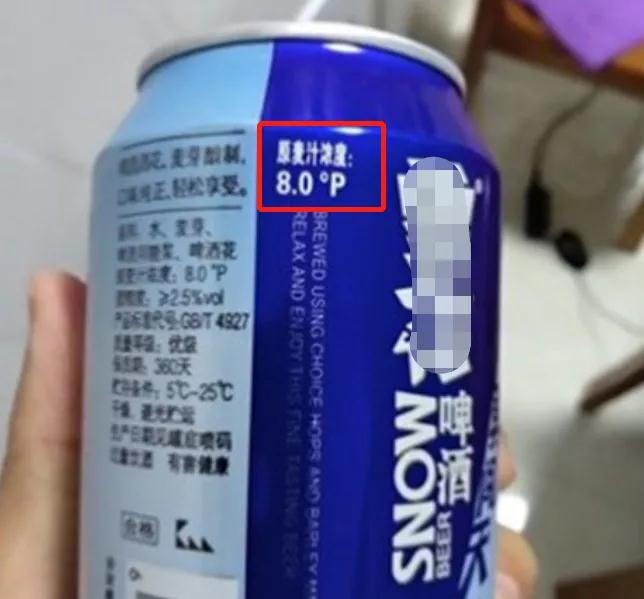 酒花、麦芽酿制,
口味纯正,轻松享受。
原料:水、麦芽、
啤酒花
原麦汁浓度:8.0 °P
酒精度:≥2.5%vol
产品标准代号:GB/T 4927
质量等级:优级
保质期:360天
贮存条件:5℃-25℃
干燥、避光贮运
生产日期见罐底喷码
过量饮酒 有害健康
合格
原麦汁浓度:
8.0 °P
BREWED USING CHOICE HOPS AND BARLEY
RELAX AND ENJOY THIS FINE TASTING BEER
啤酒
SNOW
BEER